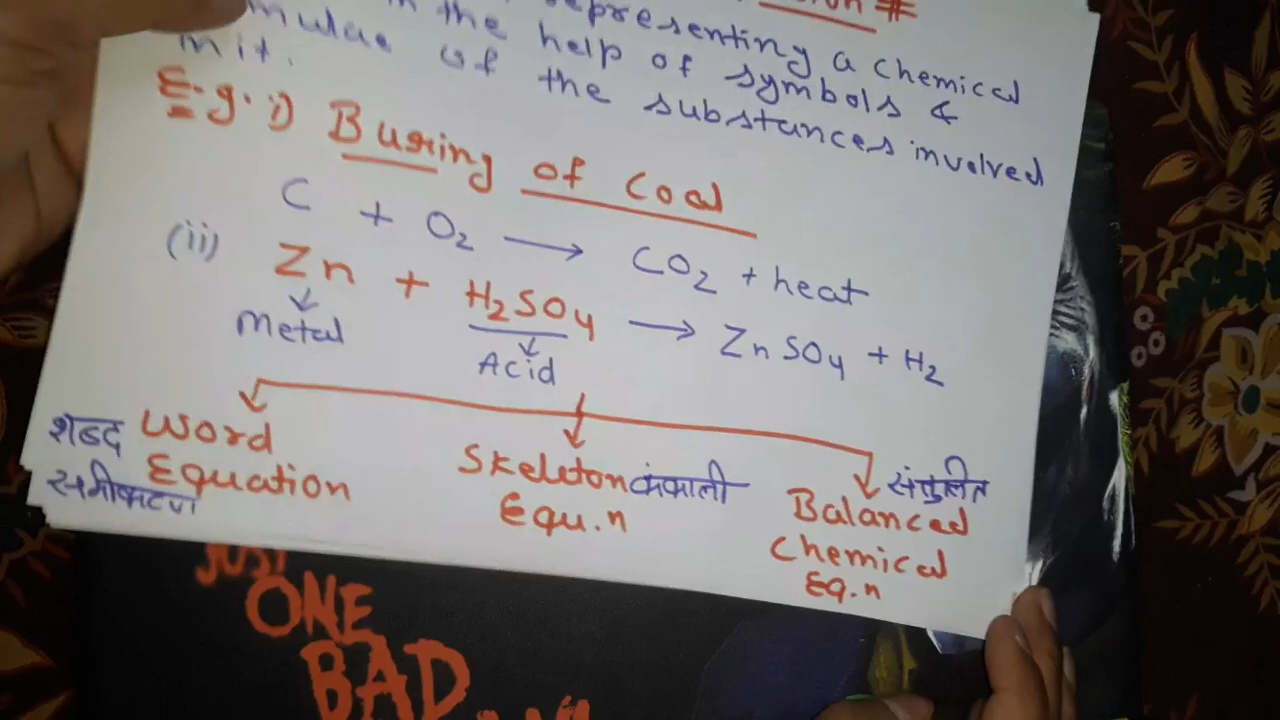 representing a chemical
the help of symbols &
mulae of the substances involved
in it.
E.g. i) Buring of Coal
C + O₂ → CO₂ + heat
(ii) Zn + H₂SO₄ → ZnSO₄ + H₂
Metal
Acid
शब्द Word Equation समीकरण
Skeleton कंकाली Equ.n
संतुलित Balanced Chemical Eq.n
JUST
ONE
BAD